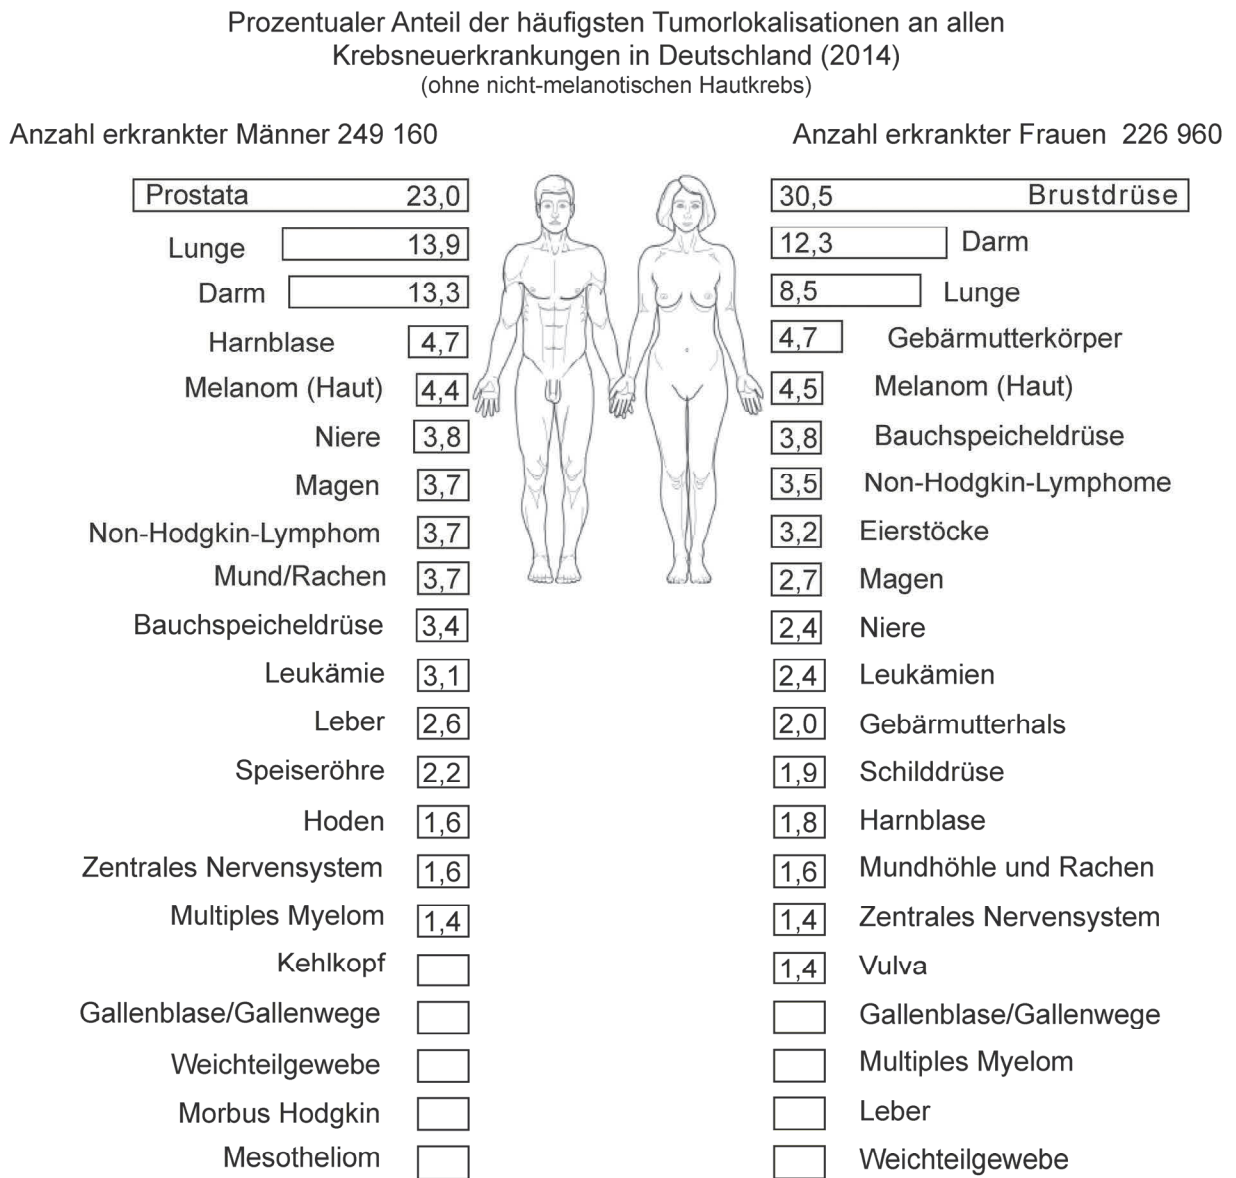 Prozentualer Anteil der häufigsten Tumorlokalisationen an allen
Krebsneuerkrankungen in Deutschland (2014)
(ohne nicht-melanotischen Hautkrebs)
Anzahl erkrankter Männer 249 160
Prostata 23,0
Lunge 13,9
Darm 13,3
Harnblase 4,7
Melanom (Haut) 4,4
Niere 3,8
Magen 3,7
Non-Hodgkin-Lymphom 3,7
Mund/Rachen 3,7
Bauchspeicheldrüse 3,4
Leukämie 3,1
Leber 2,6
Speiseröhre 2,2
Hoden 1,6
Zentrales Nervensystem 1,6
Multiples Myelom 1,4
Kehlkopf
Gallenblase/Gallenwege
Weichteilgewebe
Morbus Hodgkin
Mesotheliom
Anzahl erkrankter Frauen 226 960
30,5 Brustdrüse
12,3 Darm
8,5 Lunge
4,7 Gebärmutterkörper
4,5 Melanom (Haut)
3,8 Bauchspeicheldrüse
3,5 Non-Hodgkin-Lymphome
3,2 Eierstöcke
2,7 Magen
2,4 Niere
2,4 Leukämien
2,0 Gebärmutterhals
1,9 Schilddrüse
1,8 Harnblase
1,6 Mundhöhle und Rachen
1,4 Zentrales Nervensystem
1,4 Vulva
Gallenblase/Gallenwege
Multiples Myelom
Leber
Weichteilgewebe